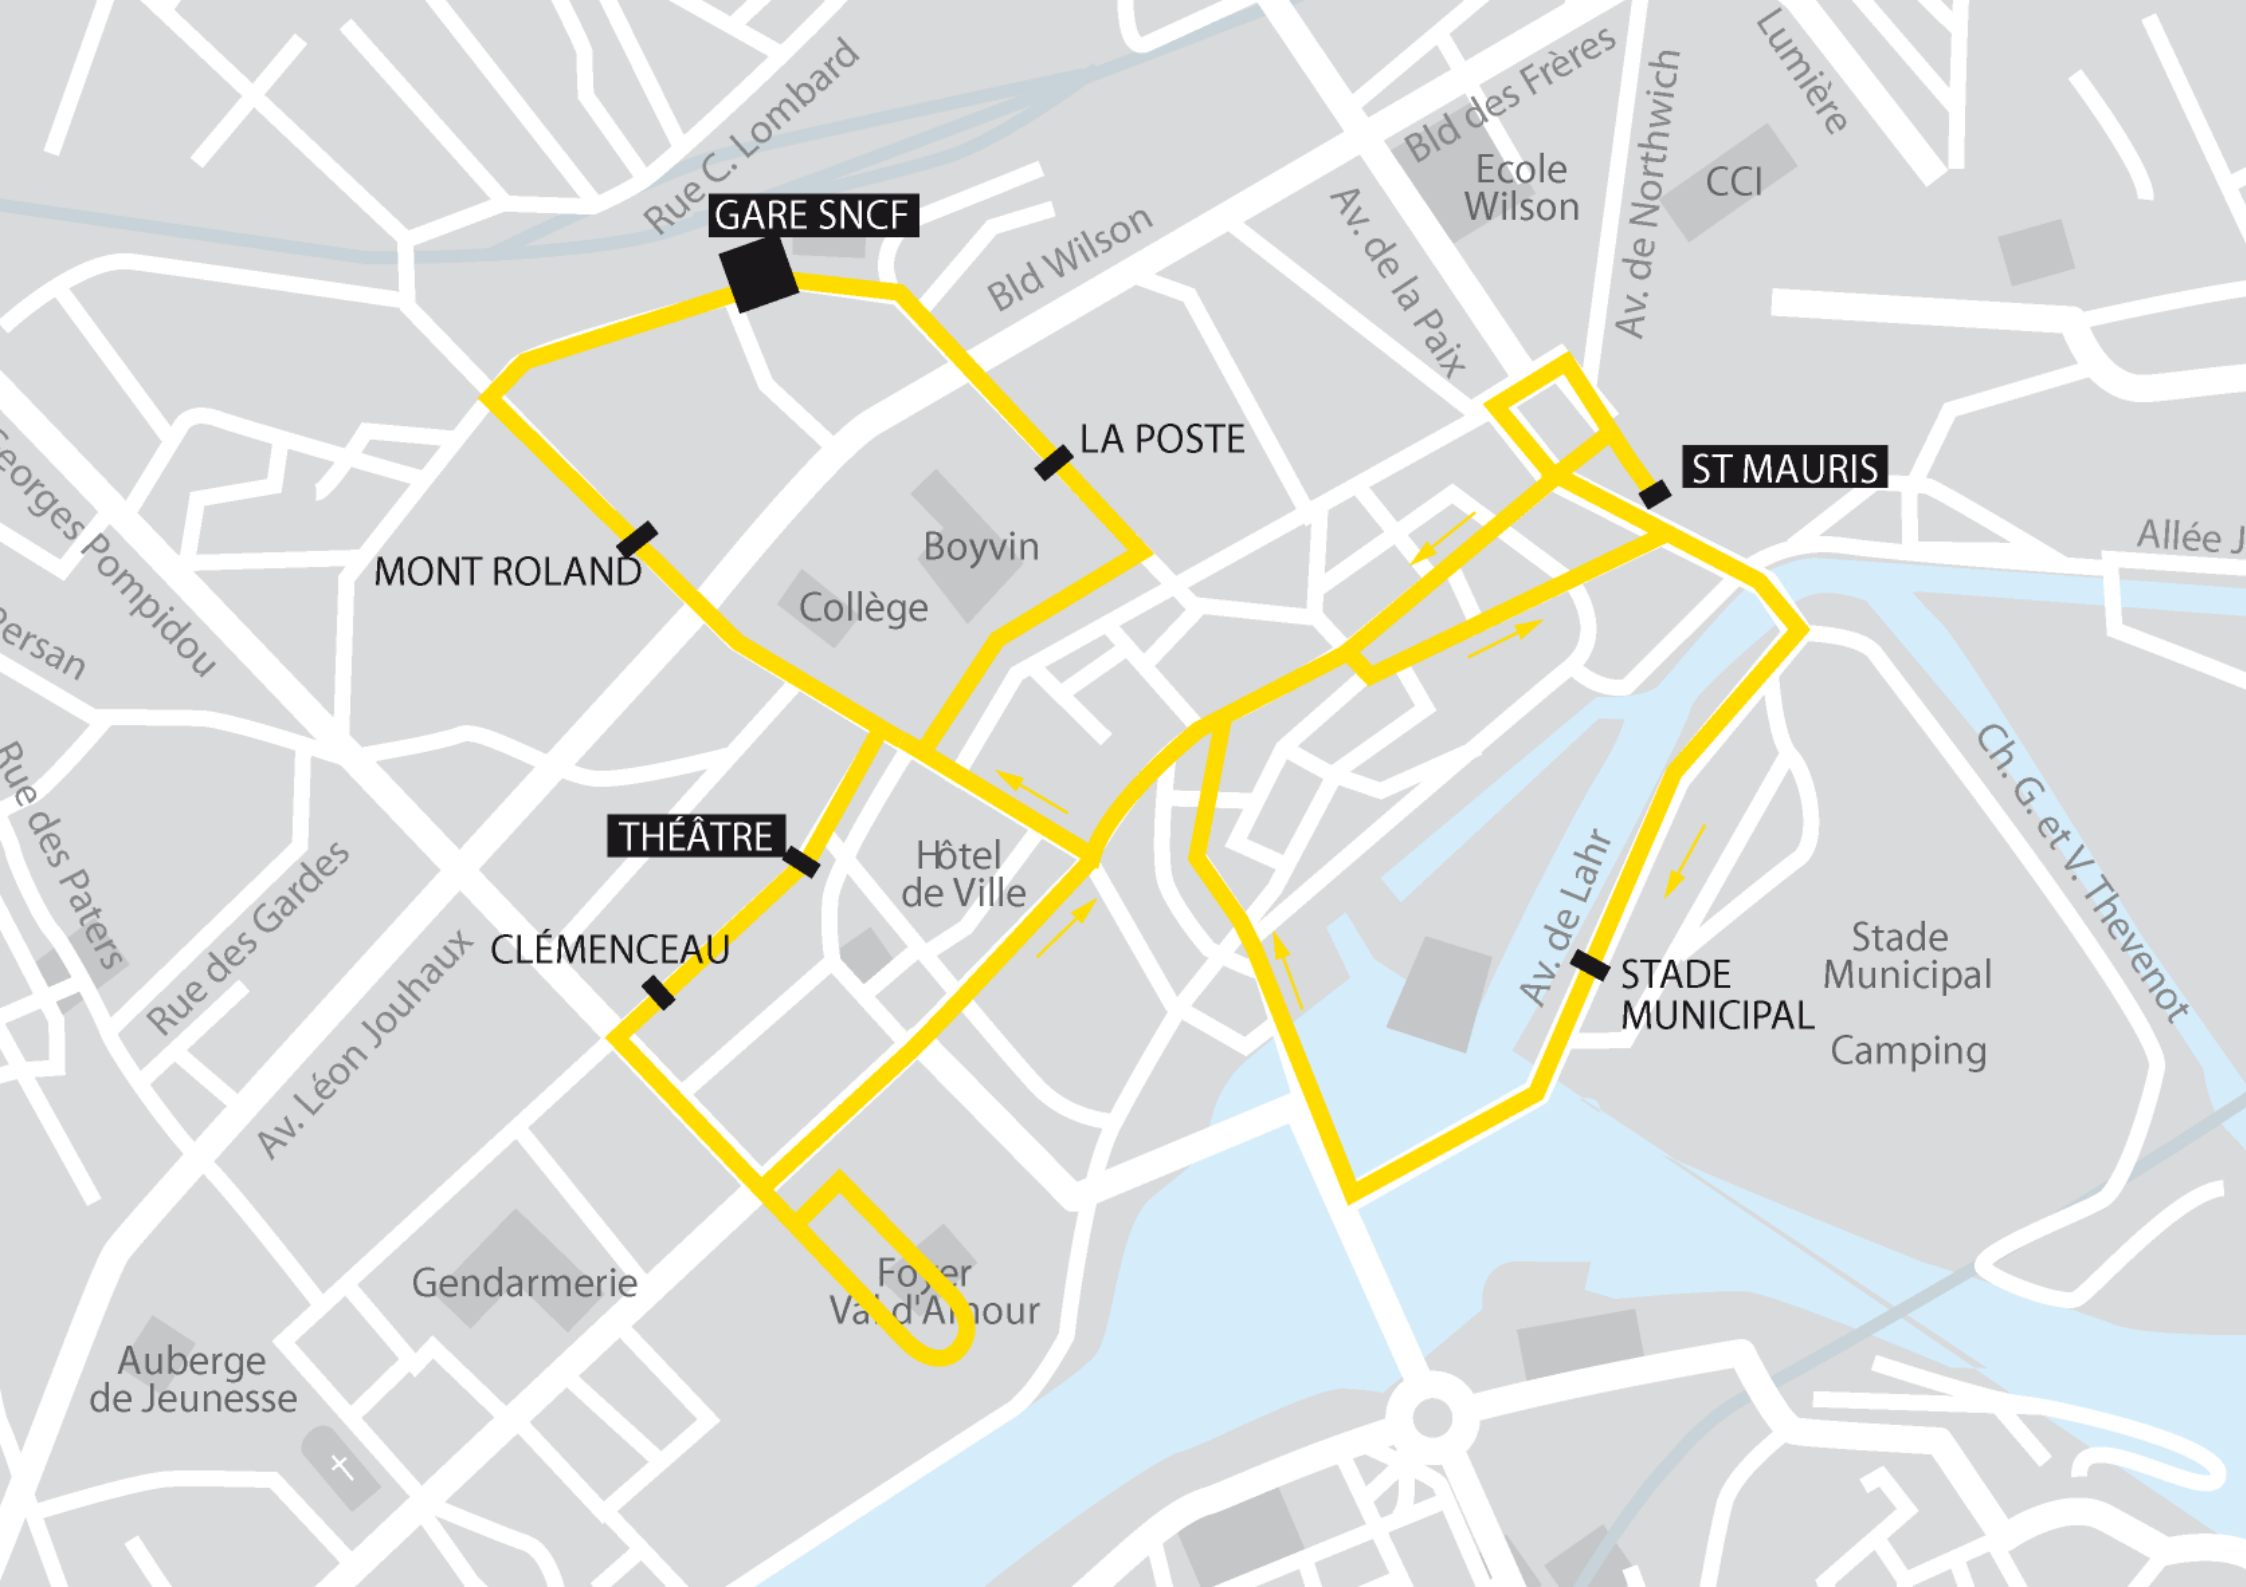 Rue C. Lombard
GARE SNCF
Bld Wilson
Bld des Frères
Lumière
Ecole
Wilson
CCI
Av. de Northwich
Av. de la Paix
LA POSTE
ST MAURIS
Allée J
MONT ROLAND
Boyvin
Collège
eorges Pompidou
ersan
Rue des Paters
Rue des Gardes
Av. Léon Jouhaux
THÉÂTRE
CLÉMENCEAU
Hôtel
de Ville
Av. de Lahr
STADE
MUNICIPAL
Stade
Municipal
Camping
Ch. G. et V. Thevenot
Gendarmerie
Foyer
Val d'Amour
Auberge
de Jeunesse